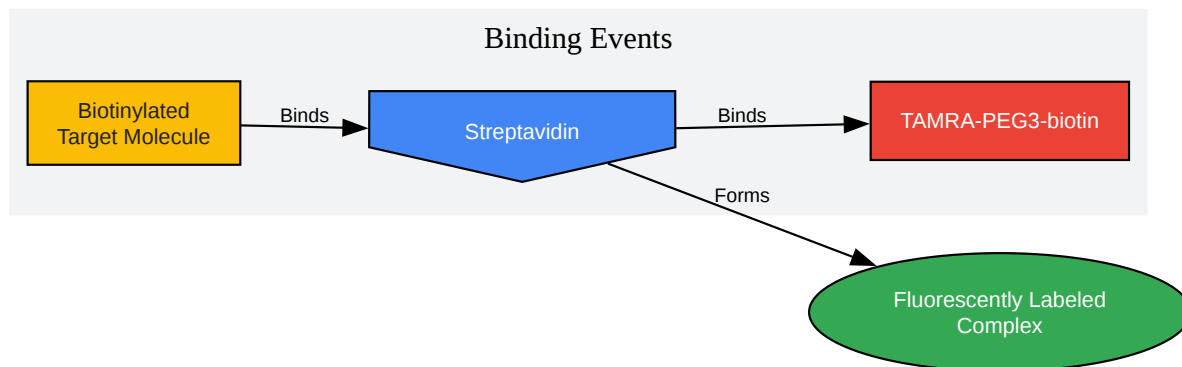 Binding Events
Biotinylated
Target Molecule
Binds
Streptavidin
Binds
TAMRA-PEG3-biotin
Forms
Fluorescently Labeled
Complex